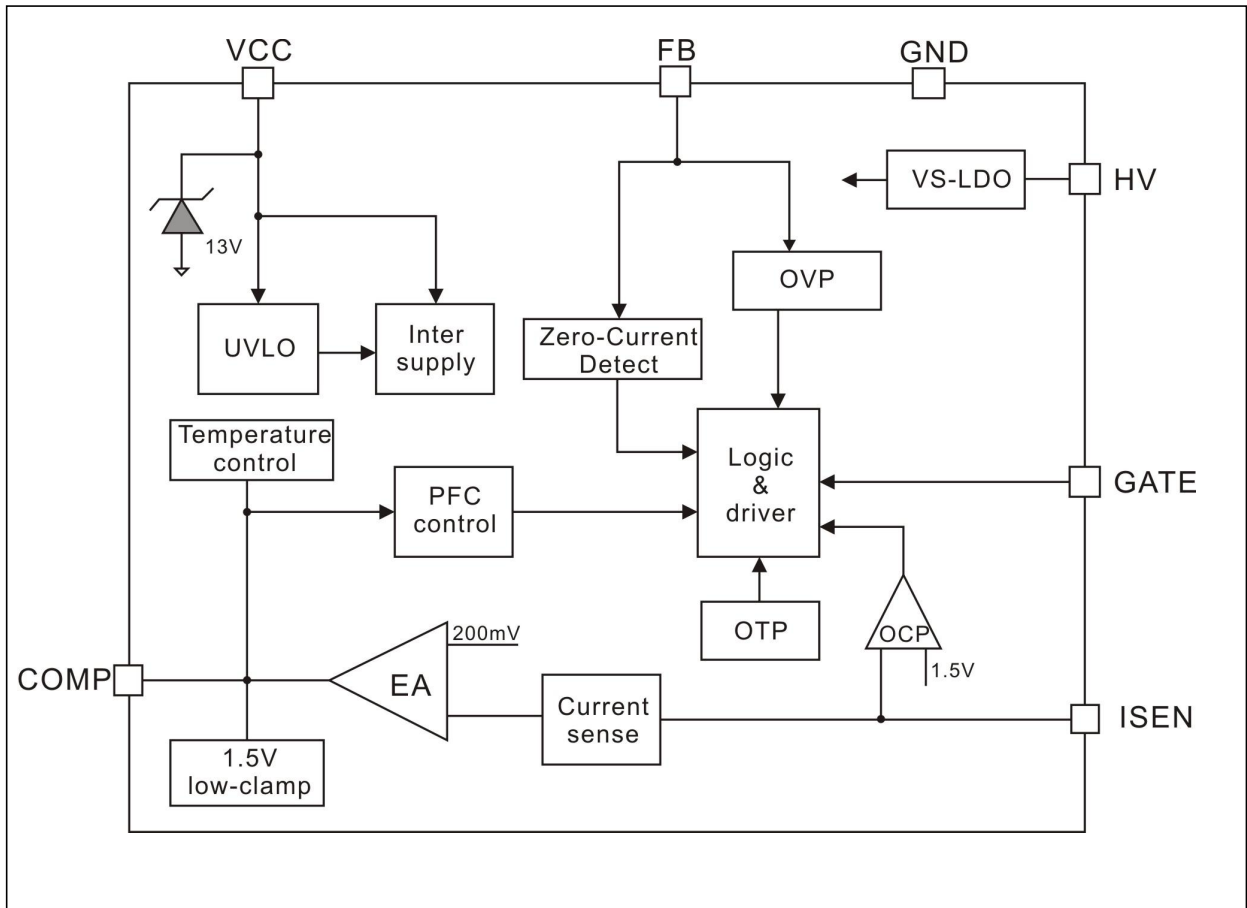 VCC
FB
GND
VS-LDO
HV
13V
OVP
UVLO
Inter
supply
Zero-Current
Detect
Temperature
control
PFC
control
Logic
&
driver
GATE
OTP
OCP
1.5V
200mV
EA
COMP
Current
sense
ISEN
1.5V
low-clamp